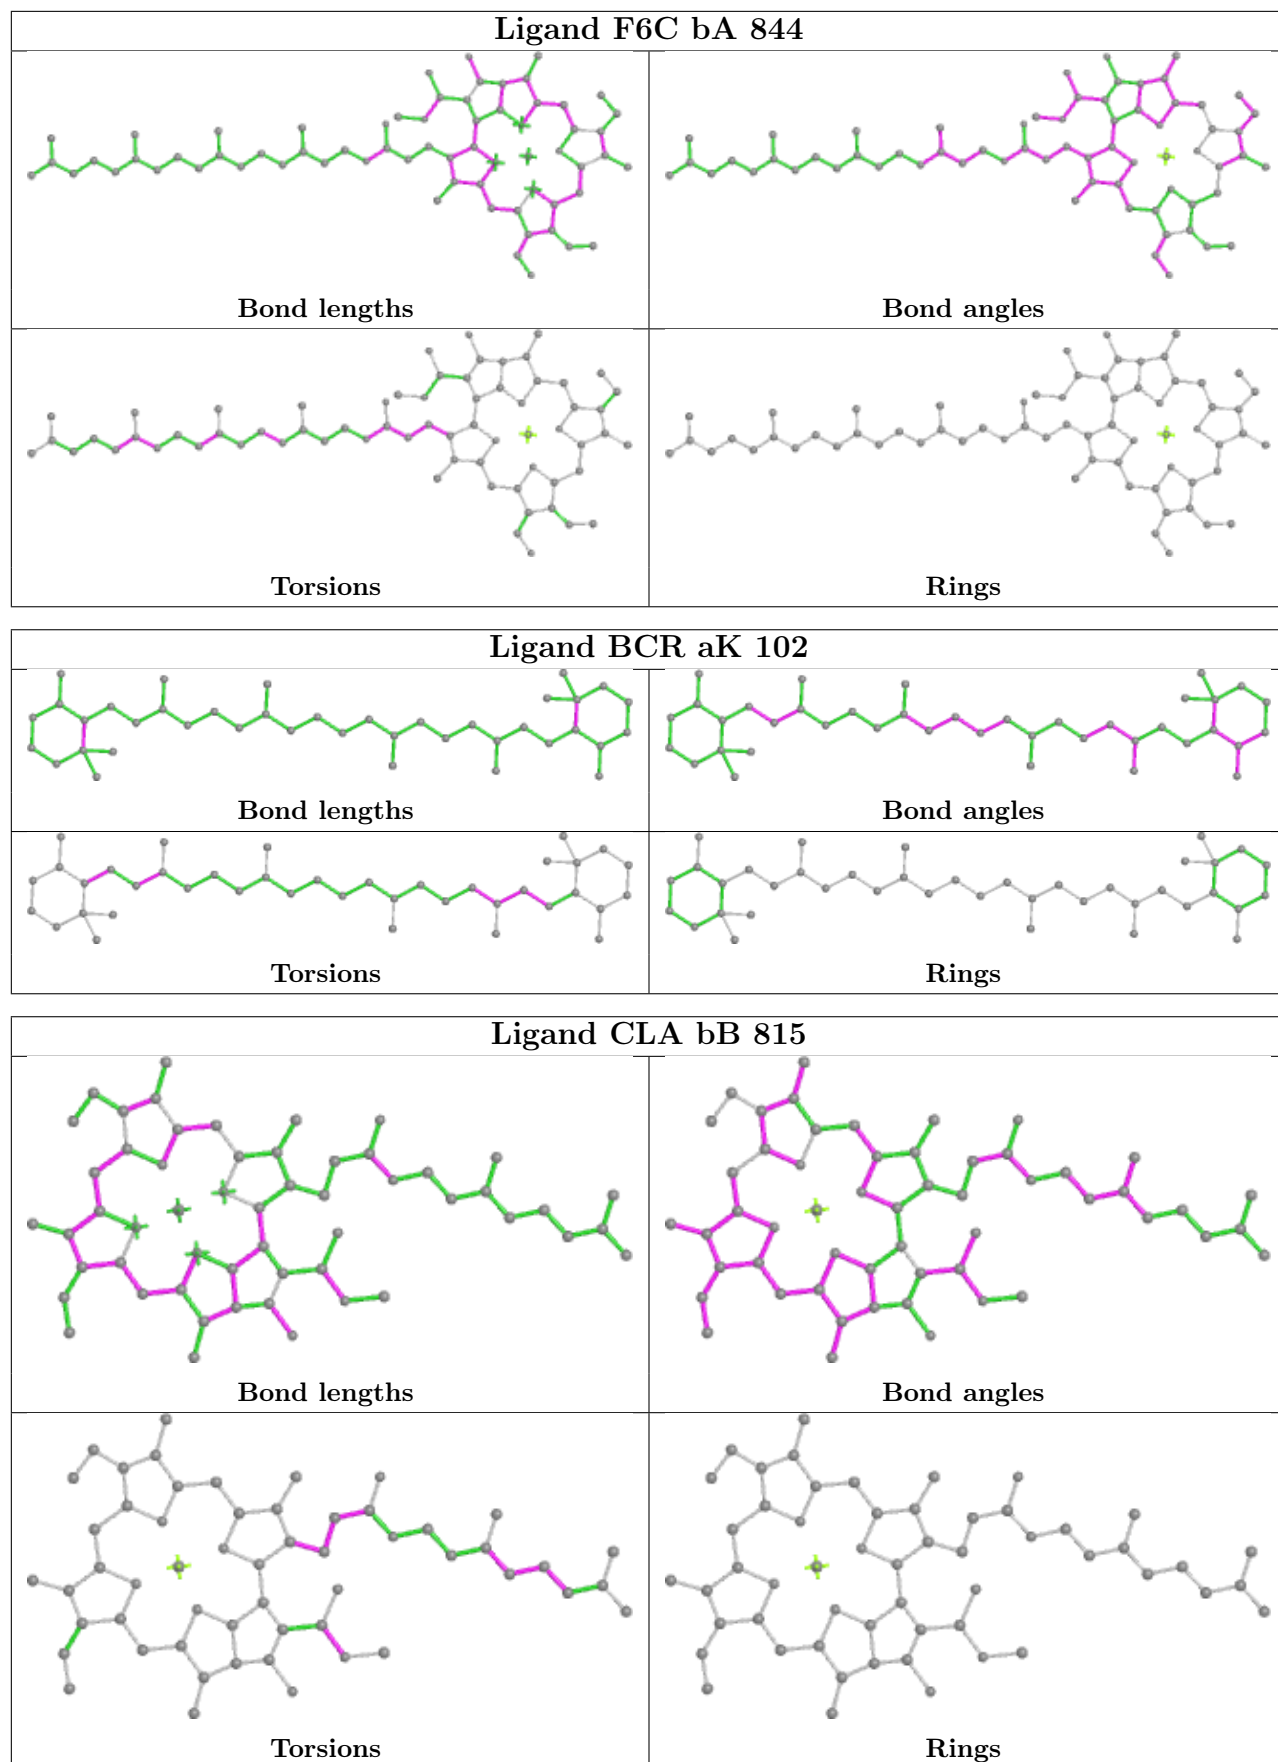 Ligand F6C bA 844
Bond lengths
Bond angles
Torsions
Rings
Ligand BCR aK 102
Bond lengths
Bond angles
Torsions
Rings
Ligand CLA bB 815
Bond lengths
Bond angles
Torsions
Rings